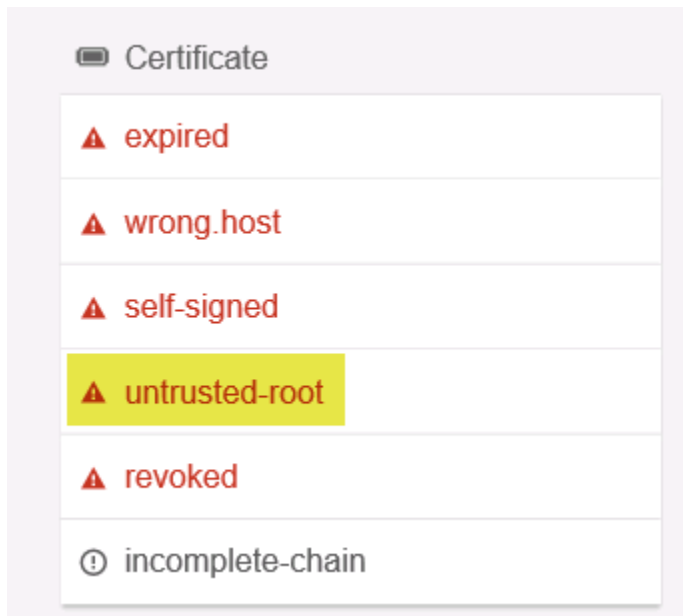 Certificate
expired
wrong.host
self-signed
untrusted-root
revoked
incomplete-chain